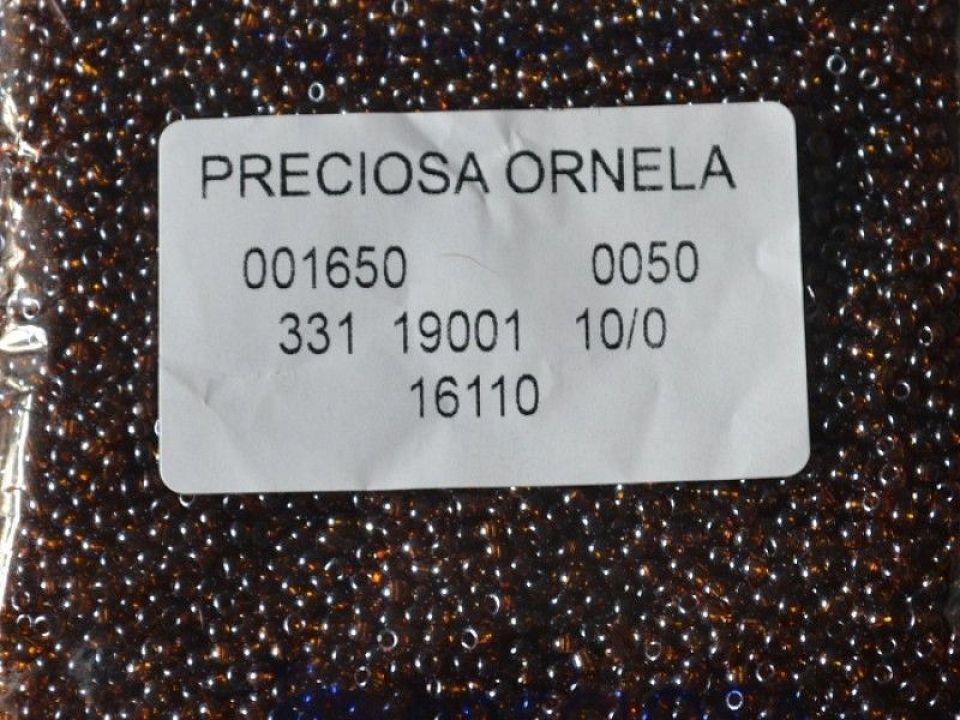 PRECIOSA ORNELA
001650 0050
331 19001 10/0
16110